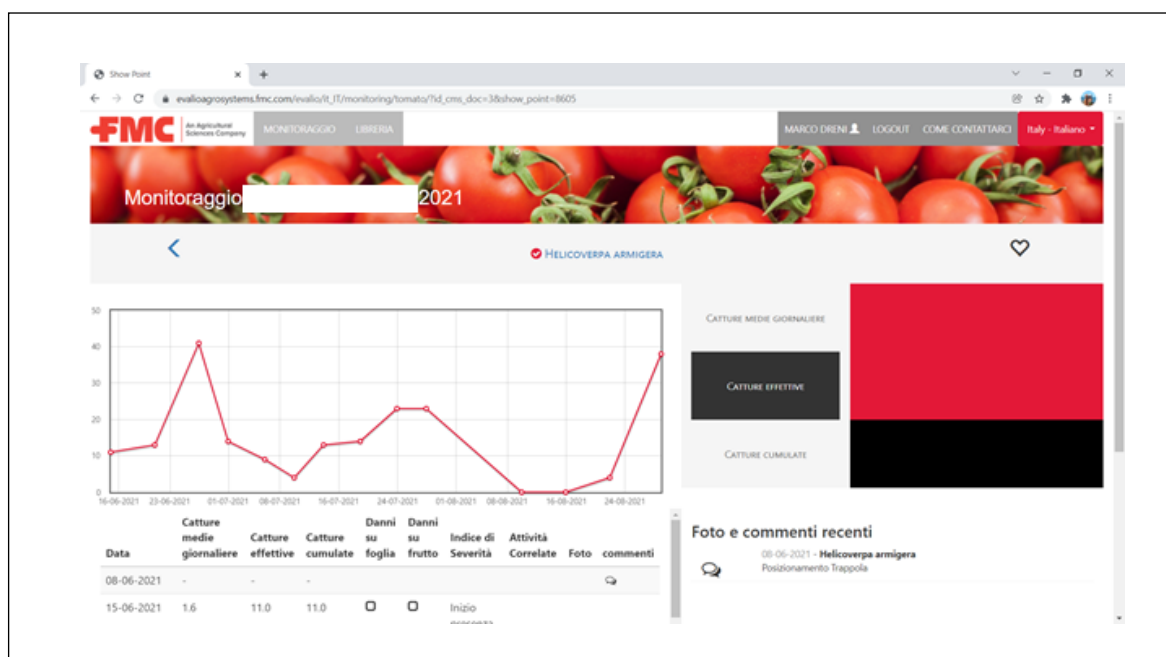 Show Point
evalioagrosystems.fmc.com/evalio/it_IT/monitoring/tomato/?id_cms_doc=3&show_point=8605
FMC An Agricultural Sciences Company MONITORAGGIO LIBRERIA MARCO DRENI LOGOUT COME CONTATTARCI Italy - Italiano
Monitoraggio 2021
HELICOVERPA ARMIGERA
50
40
30
20
10
0
16-06-2021 23-06-2021 01-07-2021 08-07-2021 16-07-2021 24-07-2021 01-08-2021 08-08-2021 16-08-2021 24-08-2021
CATTURE MEDIE GIORNALIERE
CATTURE EFFETTIVE
CATTURE CUMULATE
Data Catture medie giornaliere Catture effettive Catture cumulate Danni su foglia Danni su frutto Indice di Severità Attività Correlate Foto commenti
08-06-2021 - - -
15-06-2021 1.6 11.0 11.0 Inizio
Foto e commenti recenti
08-06-2021 - Helicoverpa armigera
Posizionamento Trappola